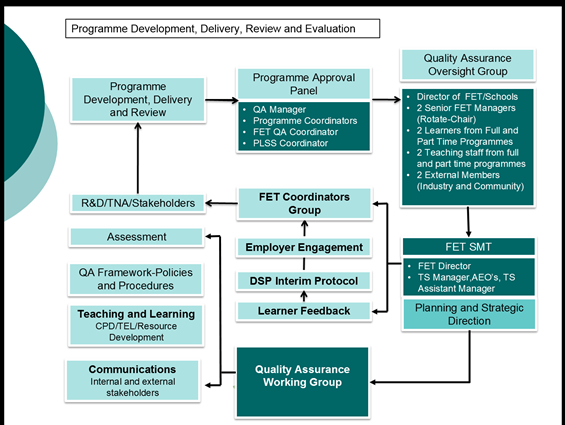 Programme Development, Delivery, Review and Evaluation
Programme
Development, Delivery
and Review
Programme Approval
Panel
• QA Manager
• Programme Coordinators
• FET QA Coordinator
• PLSS Coordinator
Quality Assurance
Oversight Group
• Director of FET/Schools
• 2 Senior FET Managers
(Rotate-Chair)
• 2 Learners from Full and
Part Time Programmes
• 2 Teaching staff from full
and part time programmes
• 2 External Members
(Industry and Community)
R&D/TNA/Stakeholders
FET Coordinators
Group
Assessment
Employer Engagement
FET SMT
• FET Director
• TS Manager,AEO's, TS
Assistant Manager
QA Framework-Policies
and Procedures
DSP Interim Protocol
Learner Feedback
Planning and Strategic
Direction
Teaching and Learning
CPD/TEL/Resource
Development
Communications
Internal and external
stakeholders
Quality Assurance
Working Group